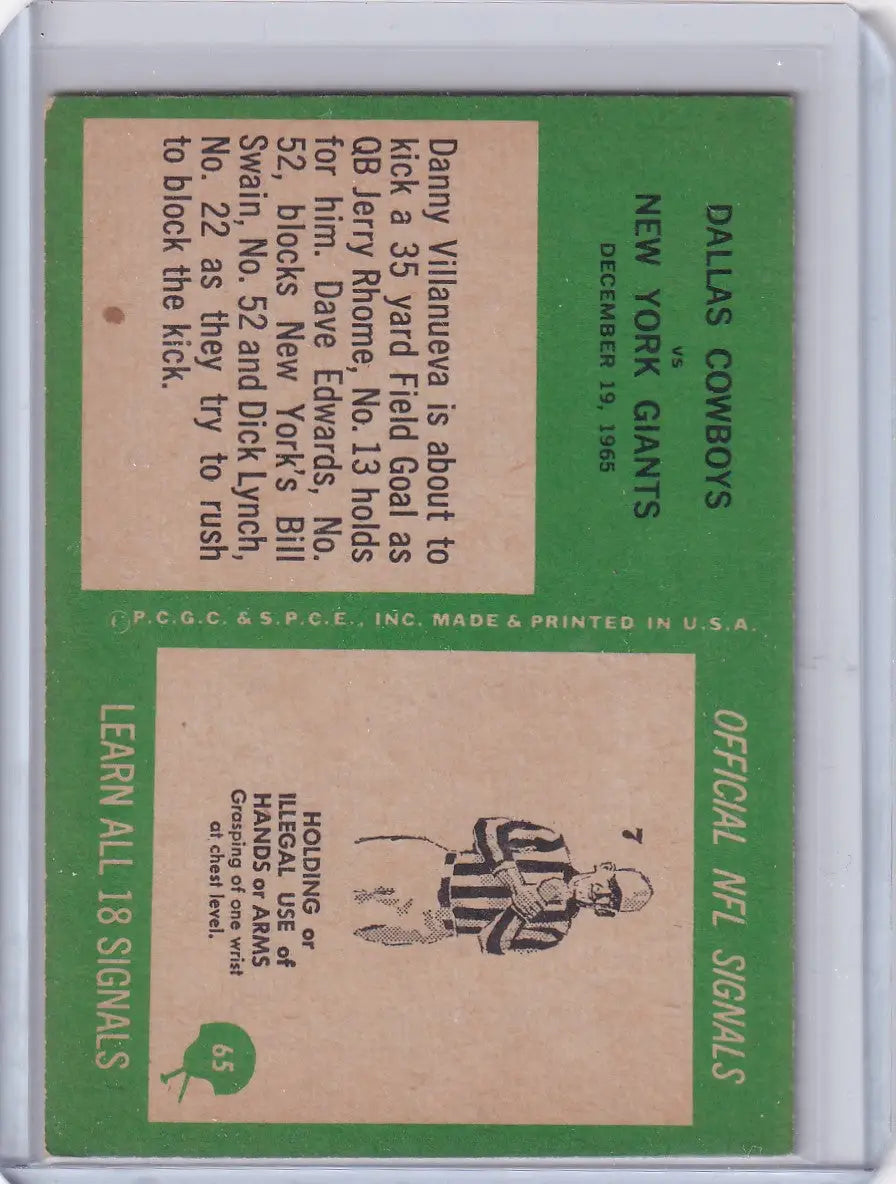 DALLAS COWBOYS
vs
NEW YORK GIANTS
DECEMBER 19, 1965
Danny Villanueva is about to
kick a 35 yard Field Goal as
QB Jerry Rhome, No. 13 holds
for him. Dave Edwards, No.
52, blocks New York's Bill
Swain, No. 52 and Dick Lynch,
No. 22 as they try to rush
to block the kick.
©P.C.G.C. & S.P.C.E., INC. MADE & PRINTED IN U.S.A.
OFFICIAL NFL SIGNALS
7
HOLDING or
ILLEGAL USE of
HANDS or ARMS
Grasping of one wrist
at chest level.
65
LEARN ALL 18 SIGNALS